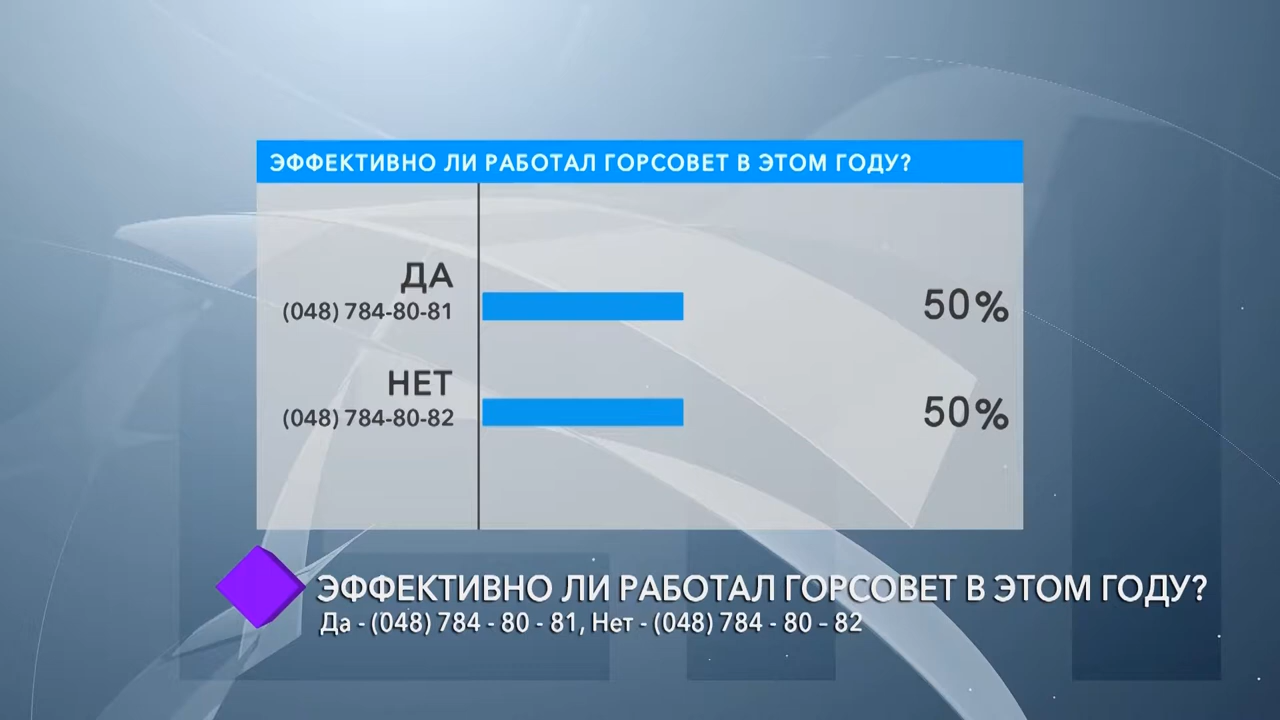 ЭФФЕКТИВНО ЛИ РАБОТАЛ ГОРСОВЕТ В ЭТОМ ГОДУ?
ДА
(048) 784-80-81
50%
НЕТ
(048) 784-80-82
50%
ЭФФЕКТИВНО ЛИ РАБОТАЛ ГОРСОВЕТ В ЭТОМ ГОДУ?
Да - (048) 784 - 80 - 81, Нет - (048) 784 - 80 – 82